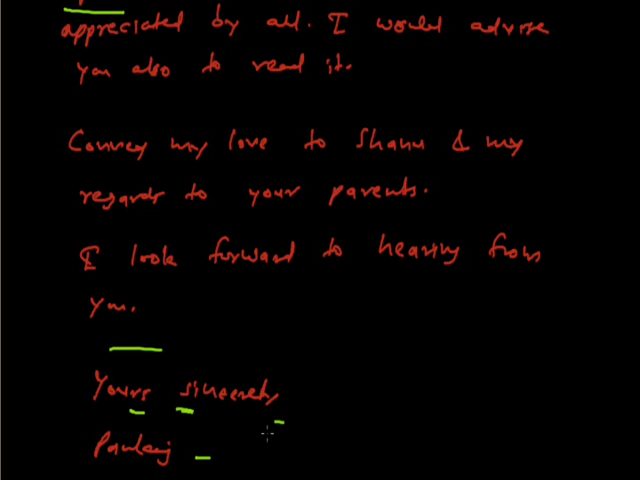 appreciated by all. I would advise
you also to read it.
Convey my love to Shanu & my
regards to your parents.
I look forward to hearing from
you.
Yours sincerely
Pankaj